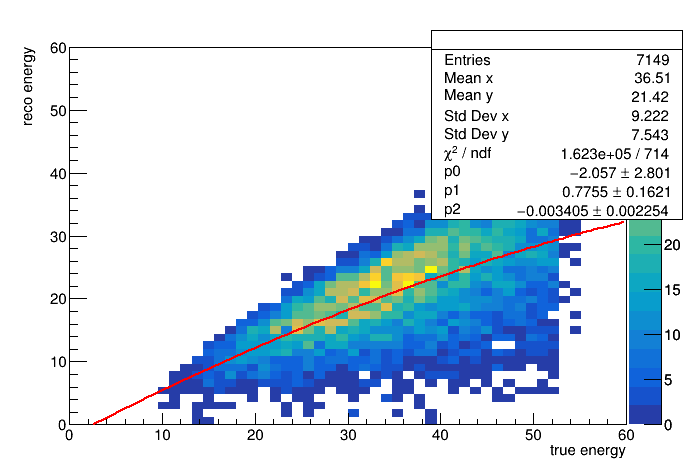 reco energy
60
50
40
30
20
10
0
Entries 7149
Mean x 36.51
Mean y 21.42
Std Dev x 9.222
Std Dev y 7.543
χ² / ndf 1.623e+05 / 714
p0 −2.057 ± 2.801
p1 0.7755 ± 0.1621
p2 −0.003405 ± 0.002254
20
15
10
5
0
0 10 20 30 40 50 60
true energy